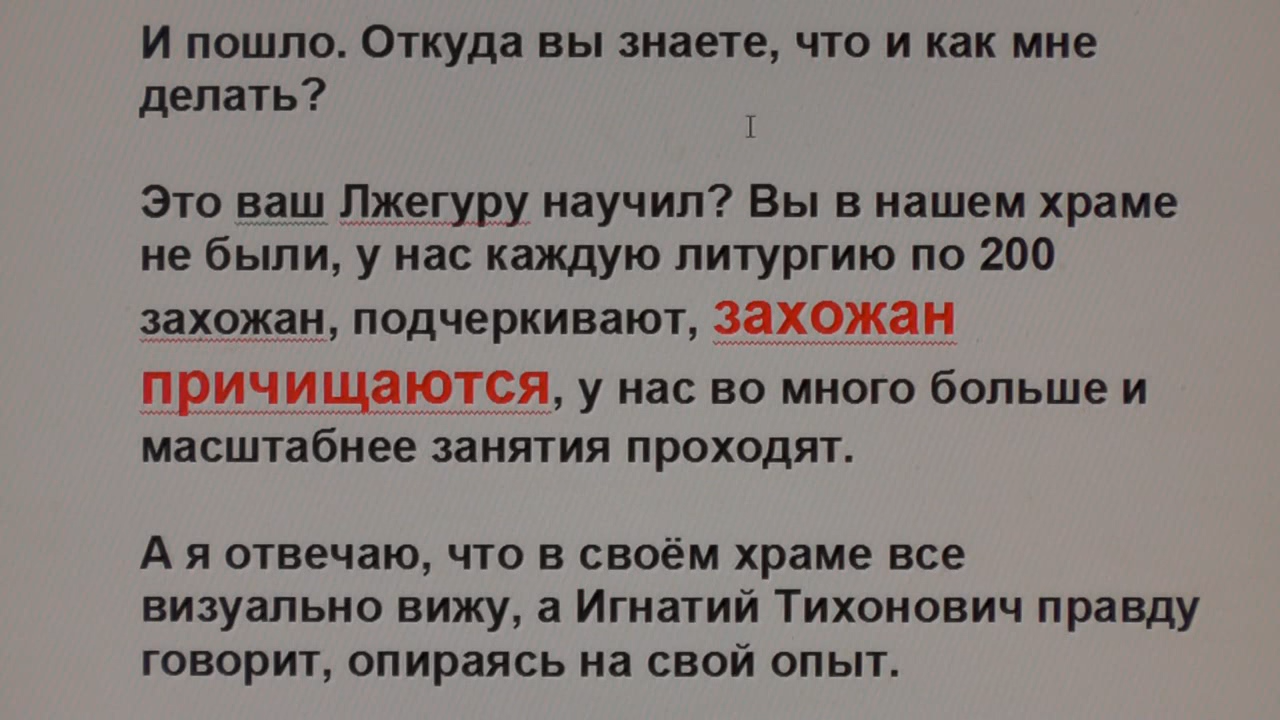 И пошло. Откуда вы знаете, что и как мне
делать?
Это ваш Лжегуру научил? Вы в нашем храме
не были, у нас каждую литургию по 200
захожан, подчеркивают, захожан
причищаются, у нас во много больше и
масштабнее занятия проходят.
А я отвечаю, что в своём храме все
визуально вижу, а Игнатий Тихонович правду
говорит, опираясь на свой опыт.